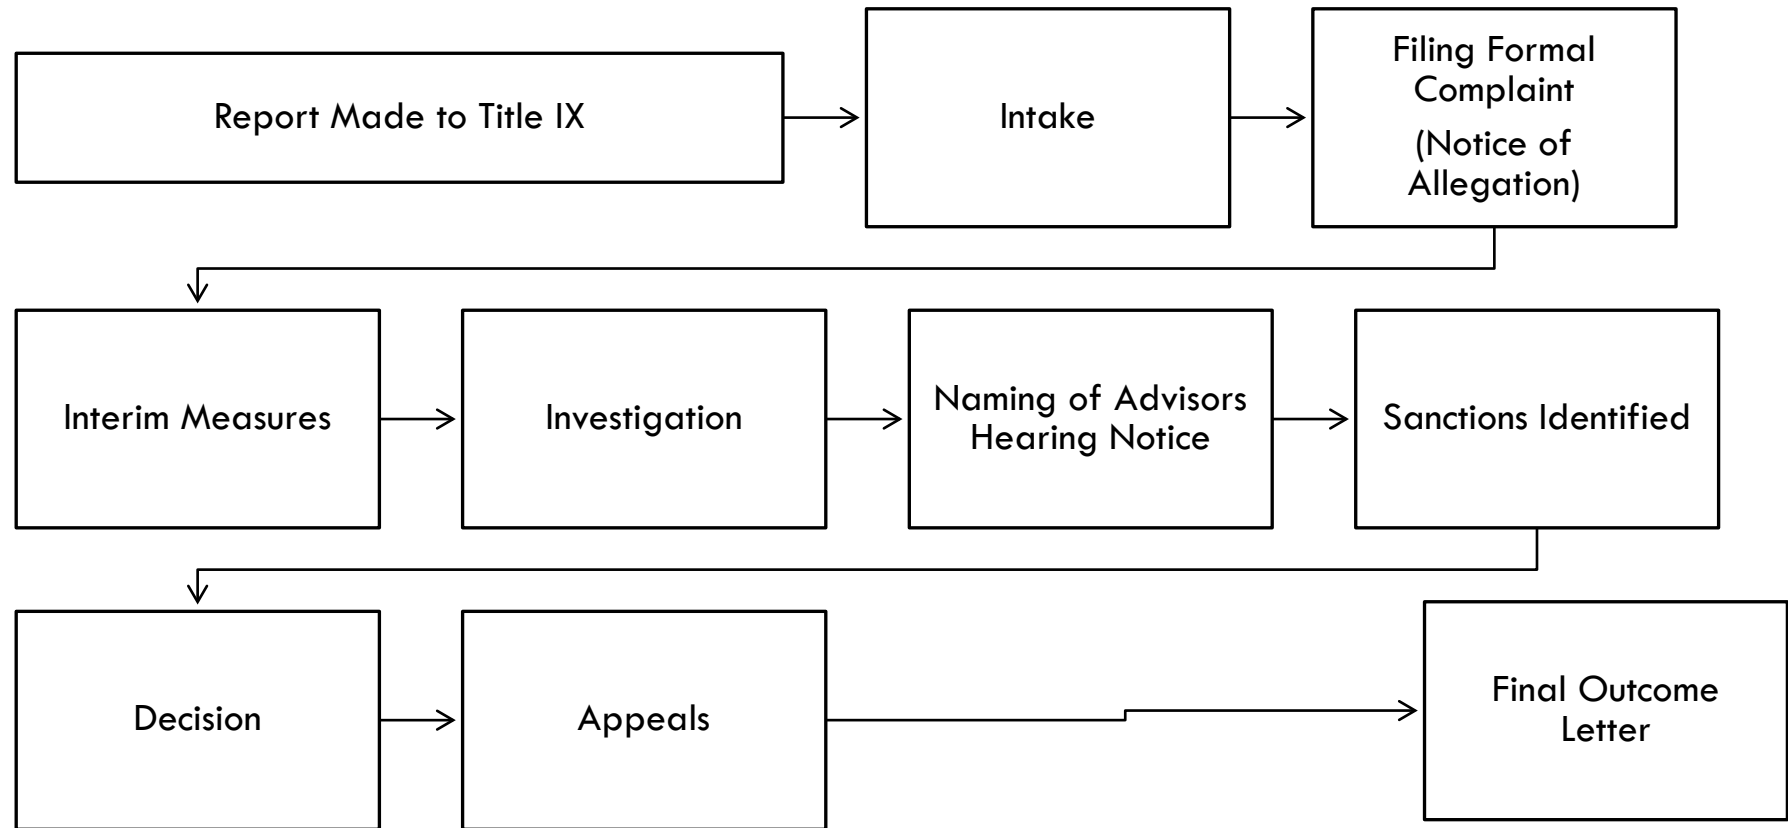 Report Made to Title IX
Intake
Filing Formal
Complaint
(Notice of
Allegation)
Interim Measures
Investigation
Naming of Advisors
Hearing Notice
Sanctions Identified
Decision
Appeals
Final Outcome
Letter